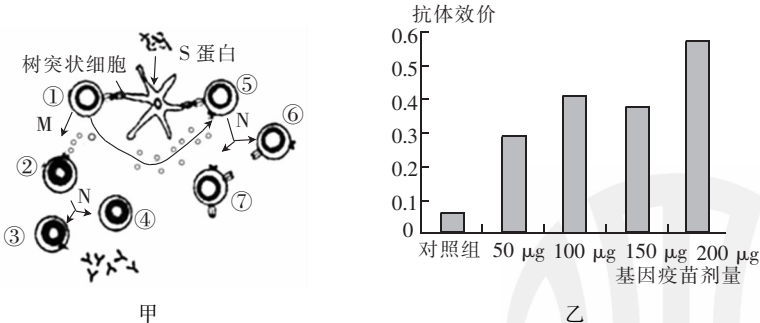 S 蛋白
树突状细胞
① ⑤
M N ⑥
②
N ⑦
③ ④
甲
抗体效价
0.6
0.5
0.4
0.3
0.2
0.1
0
对照组 50 μg 100 μg 150 μg 200 μg
基因疫苗剂量
乙